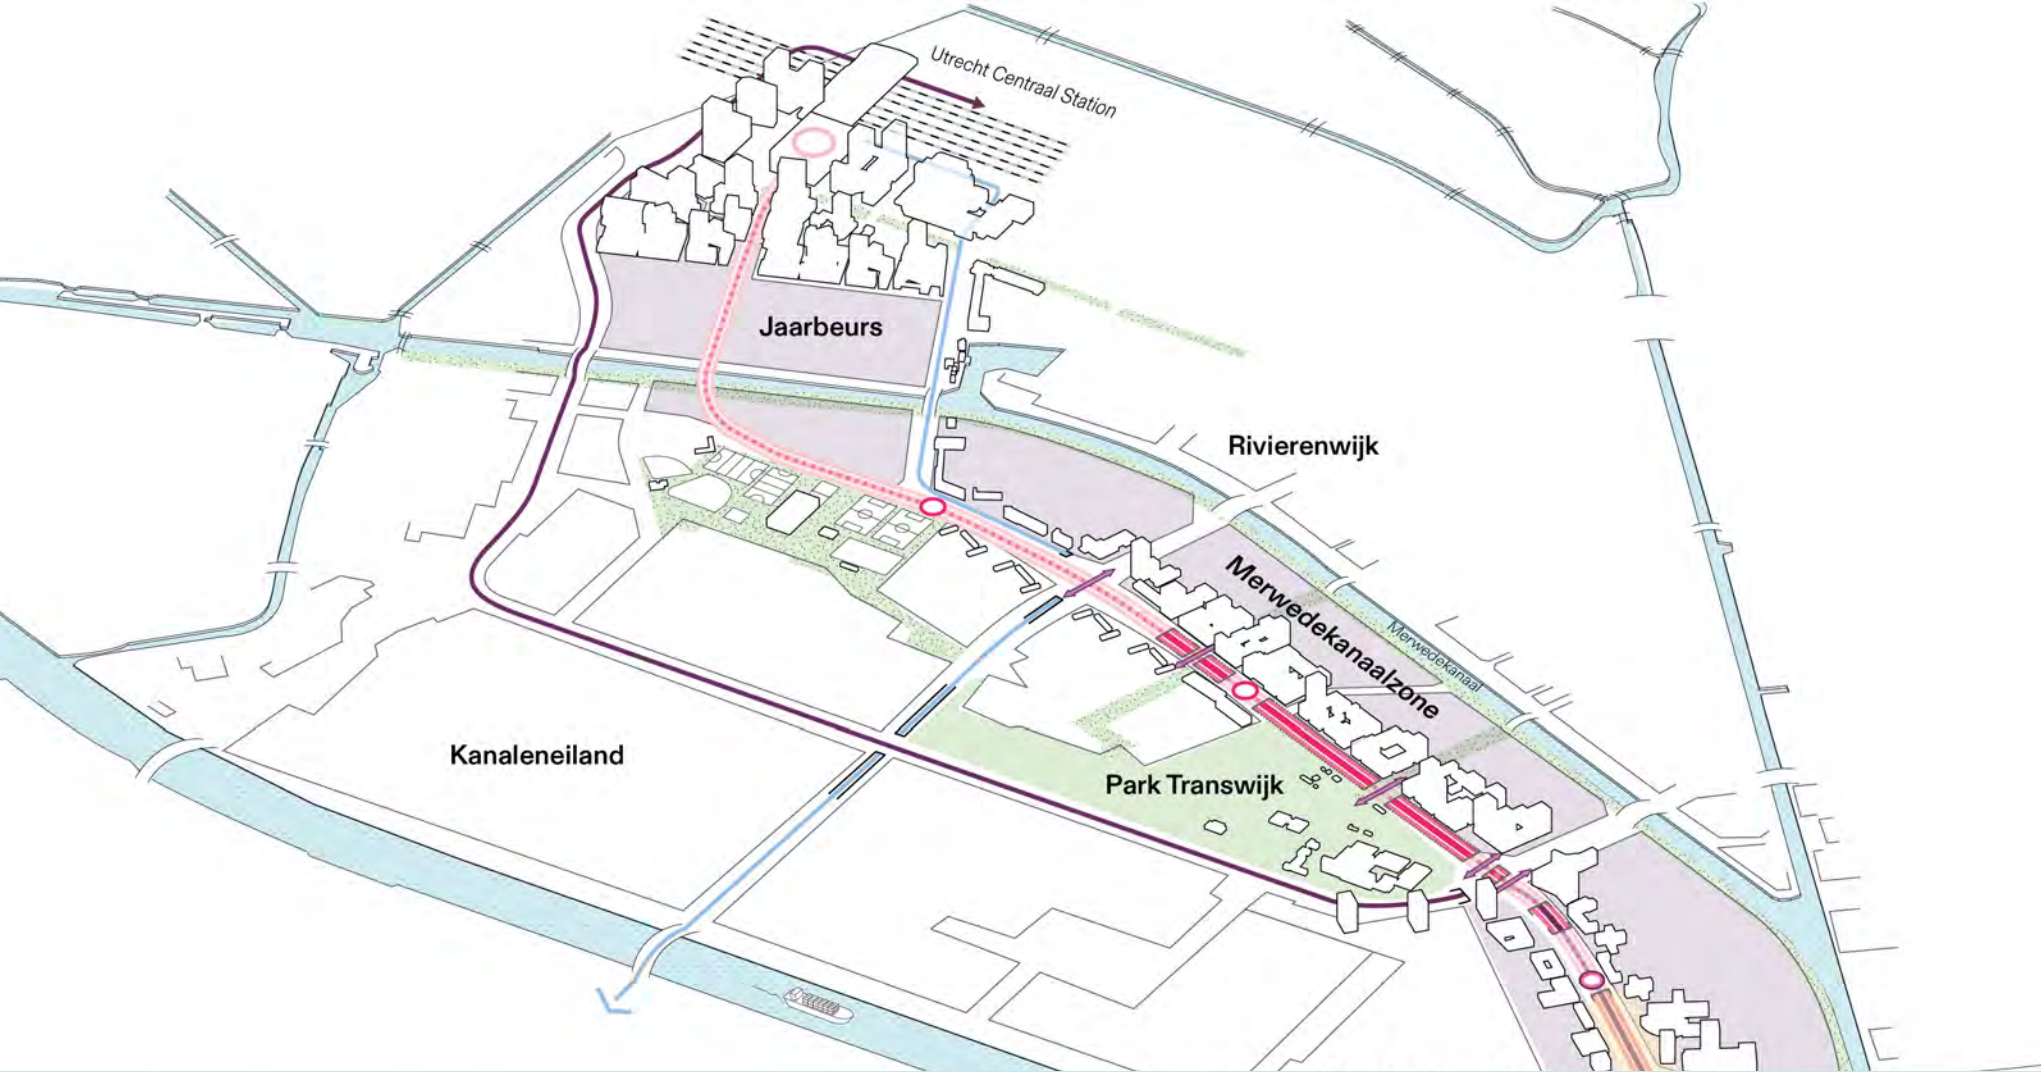 Utrecht Centraal Station
Jaarbeurs
Rivierenwijk
Merwedekanaalzone
Merwedekanaal
Kanaleneiland
Park Transwijk